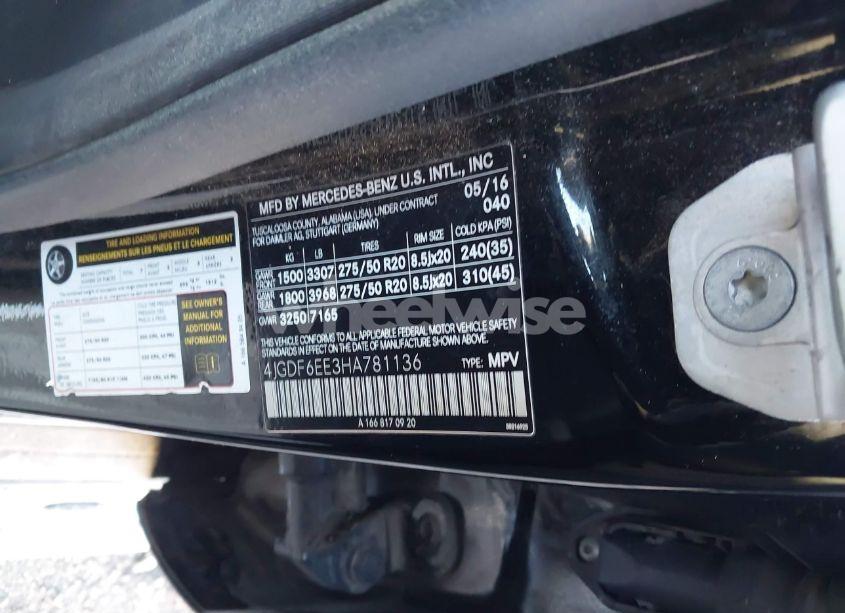 MFD BY MERCEDES-BENZ U.S. INTL., INC
TUSCALOOSA COUNTY, ALABAMA (USA), UNDER CONTRACT
FOR DAIMLER AG, STUTTGART (GERMANY)
05/16
040
KG LB TIRES RIM SIZE COLD KPA (PSI)
GAWR FRONT 1500 3307 275/50 R20 8.5jx20 240(35)
GAWR REAR 1800 3968 275/50 R20 8.5jx20 310(45)
GVWR 3250 7165
THIS VEHICLE CONFORMS TO ALL APPLICABLE FEDERAL MOTOR VEHICLE SAFETY
STANDARDS IN EFFECT ON THE DATE OF MANUFACTURE SHOWN ABOVE.
4JGDF6EE3HA781136 TYPE: MPV
A 166 817 09 20
TIRE AND LOADING INFORMATION
RENSEIGNEMENTS SUR LES PNEUS ET LE CHARGEMENT
SEE OWNER'S
MANUAL FOR
ADDITIONAL
INFORMATION
wheelwise